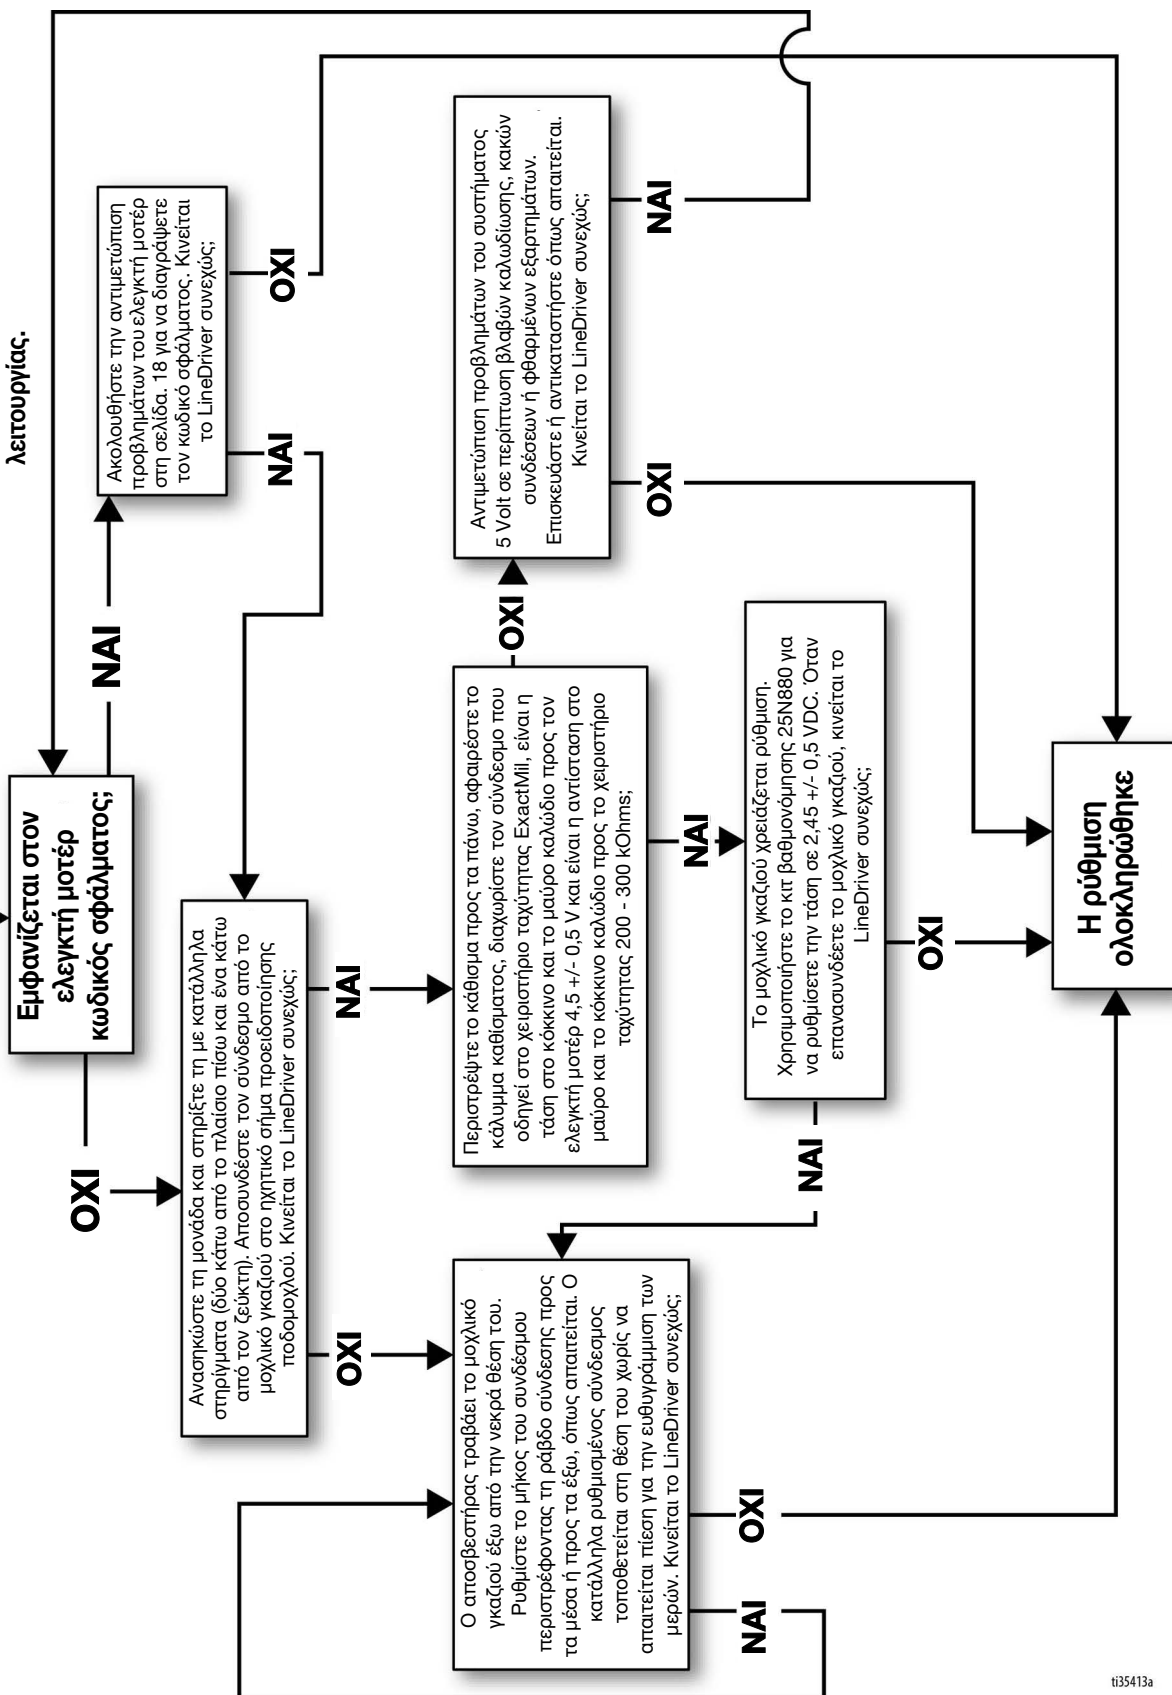 λειτουργίας.
Εμφανίζεται στον
ελεγκτή μοτέρ
κωδικός σφάλματος;
ΝΑΙ
ΟΧΙ
Ακολουθήστε την αντιμετώπιση
προβλημάτων του ελεγκτή μοτέρ
στη σελίδα. 18 για να διαγράψετε
τον κωδικό σφάλματος. Κινείται
το LineDriver συνεχώς;
ΝΑΙ
ΟΧΙ
Ανασηκώστε τη μονάδα και στηρίξτε τη με κατάλληλα
στηρίγματα (δύο κάτω από το πλαίσιο πίσω και ένα κάτω
από τον ζεύκτη). Αποσυνδέστε τον σύνδεσμο από το
μοχλικό γκαζιού στο ηχητικό σήμα προειδοποίησης
ποδομοχλού. Κινείται το LineDriver συνεχώς;
ΟΧΙ
ΝΑΙ
Περιστρέψτε το κάθισμα προς τα πάνω, αφαιρέστε το
κάλυμμα καθίσματος, διαχωρίστε τον σύνδεσμο που
οδηγεί στο χειριστήριο ταχύτητας ExactMil, είναι η
τάση στο κόκκινο και το μαύρο καλώδιο προς τον
ελεγκτή μοτέρ 4,5 +/- 0,5 V και είναι η αντίσταση στο
μαύρο και το κόκκινο καλώδιο προς το χειριστήριο
ταχύτητας 200 - 300 kOhms;
ΟΧΙ
ΝΑΙ
Αντιμετώπιση προβλημάτων του συστήματος
5 Volt σε περίπτωση βλαβών καλωδίωσης, κακών
συνδέσεων ή φθαρμένων εξαρτημάτων.
Επισκευάστε ή αντικαταστήστε όπως απαιτείται.
Κινείται το LineDriver συνεχώς;
ΟΧΙ
ΝΑΙ
Ο αποσβεστήρας τραβάει το μοχλικό
γκαζιού έξω από την νεκρά θέση του.
Ρυθμίστε το μήκος του συνδέσμου
περιστρέφοντας τη ράβδο σύνδεσης προς
τα μέσα ή προς τα έξω, όπως απαιτείται. Ο
κατάλληλα ρυθμισμένος σύνδεσμος
τοποθετείται στη θέση του χωρίς να
απαιτείται πίεση για την ευθυγράμμιση των
μερών. Κινείται το LineDriver συνεχώς;
ΝΑΙ
ΟΧΙ
Το μοχλικό γκαζιού χρειάζεται ρύθμιση.
Χρησιμοποιήστε το κιτ βαθμονόμησης 25N880 για
να ρυθμίσετε την τάση σε 2,45 +/- 0,5 VDC. Όταν
επανασυνδέετε το μοχλικό γκαζιού, κινείται το
LineDriver συνεχώς;
ΝΑΙ
ΟΧΙ
Η ρύθμιση
ολοκληρώθηκε
ti35413a